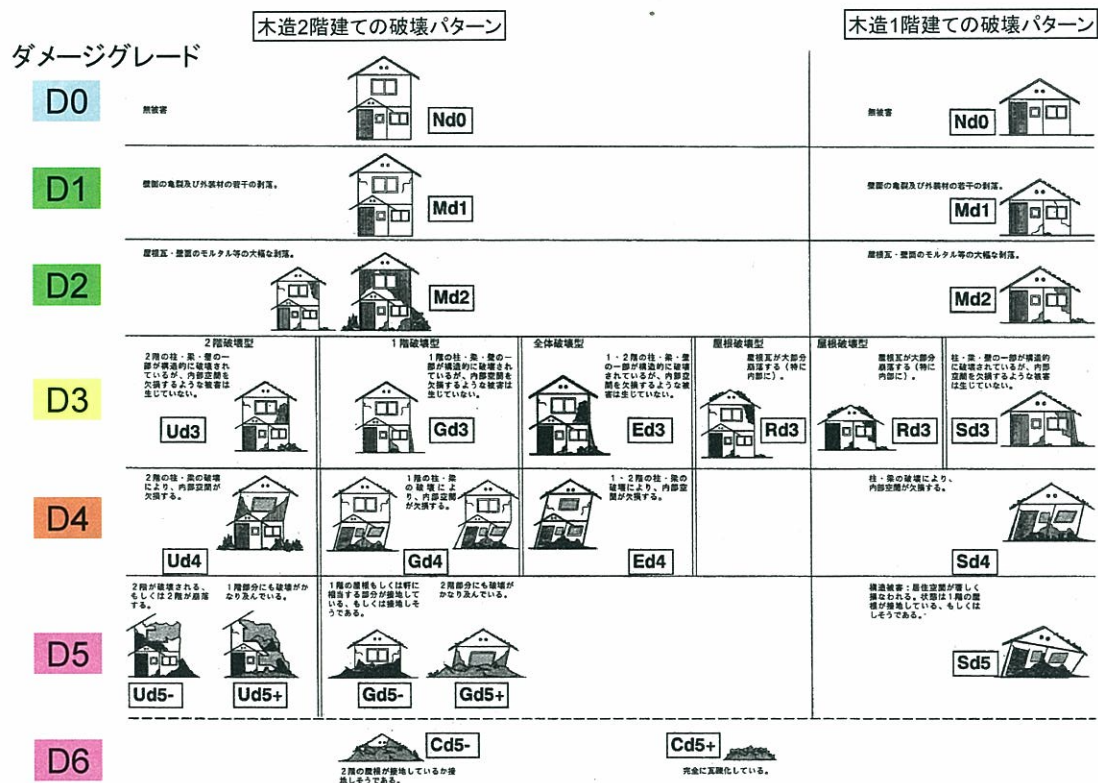 木造2階建ての破壊パターン
木造1階建ての破壊パターン
ダメージグレード
D0
無被害
Nd0
無被害
Nd0
D1
壁面の亀裂及び外装材の若干の剥落。
Md1
壁面の亀裂及び外装材の若干の剥落。
Md1
D2
屋根瓦・壁面のモルタル等の大幅な剥落。
Md2
屋根瓦・壁面のモルタル等の大幅な剥落。
Md2
D3
2階破壊型
2階の柱・梁・壁の一
部が構造的に破壊され
ているが、内部空間を
欠損するような被害は
生じていない。
Ud3
1階破壊型
1階の柱・梁・壁の一
部が構造的に破壊され
ているが、内部空間を
欠損するような被害は
生じていない。
Gd3
全体破壊型
1・2階の柱・梁・壁
の一部が構造的に破壊
されているが、内部空
間を欠損するような被
害は生じていない。
Ed3
屋根破壊型
屋根瓦が大部分
崩落する(特に
内部に)。
Rd3
屋根破壊型
屋根瓦が大部分
崩落する(特に
内部に)。
Rd3
柱・梁・壁の一部が構造的
に破壊されているが、内部
空間を欠損するような被害
は生じていない。
Sd3
D4
2階の柱・梁の破壊
により、内部空間が
欠損する。
Ud4
1階の柱・梁
の破壊によ
り、内部空間
が欠損する。
Gd4
1・2階の柱・梁の破
壊により、内部空
間が欠損する。
Ed4
柱・梁の破壊により、
内部空間が欠損する。
Sd4
D5
2階が破壊される、
もしくは2階が崩落
する。
Ud5-
1階部分にも破壊がか
なり及んでいる。
Ud5+
1階の屋根もしくは軒に
相当する部分が接地して
いる、もしくは接地しそ
うである。
Gd5-
2階部分にも破壊が
かなり及んでいる。
Gd5+
構造被害:居住空間が著しく
損なわれる。状態は1階の屋
根が接地している、もしくは
しそうである。
Sd5
D6
Cd5-
2階の屋根が接地しているか接
地しそうである。
Cd5+
完全に瓦礫化している。